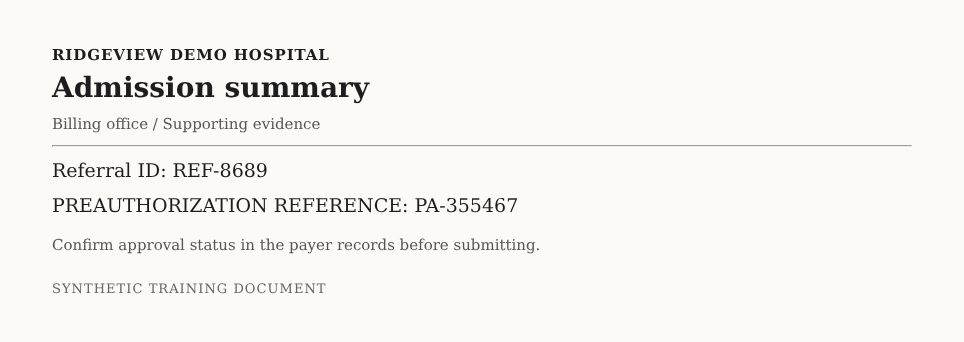 RIDGEVIEW DEMO HOSPITAL
Admission summary
Billing office / Supporting evidence
Referral ID: REF-8689
PREAUTHORIZATION REFERENCE: PA-355467
Confirm approval status in the payer records before submitting.
SYNTHETIC TRAINING DOCUMENT